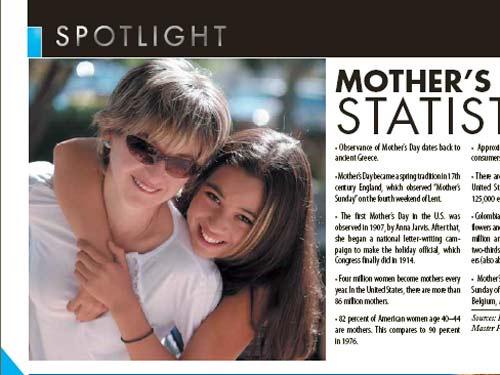 SPOTLIGHT
MOTHER'S
STATIST
• Observance of Mother's Day dates back to
ancient Greece.
• Mother's Day became a spring tradition in 17th
century England, which observed "Mother's
Sunday" on the fourth weekend of Lent.
• The first Mother's Day in the U.S. was
observed in 1907, by Anna Jarvis. After that,
she began a national letter-writing cam-
paign to make the holiday official, which
Congress finally did in 1914.
• Four million women become mothers every
year. In the United States, there are more than
86 million mothers.
• 82 percent of American women age 40–44
are mothers. This compares to 90 percent
in 1976.
• Approxi
consumers
• There are
United S
125,000 e
• Colombia
flowers and
million an
two-thirds
ers (also ab
• Mother's
Sunday of
Belgium,
Sources: 
Master F